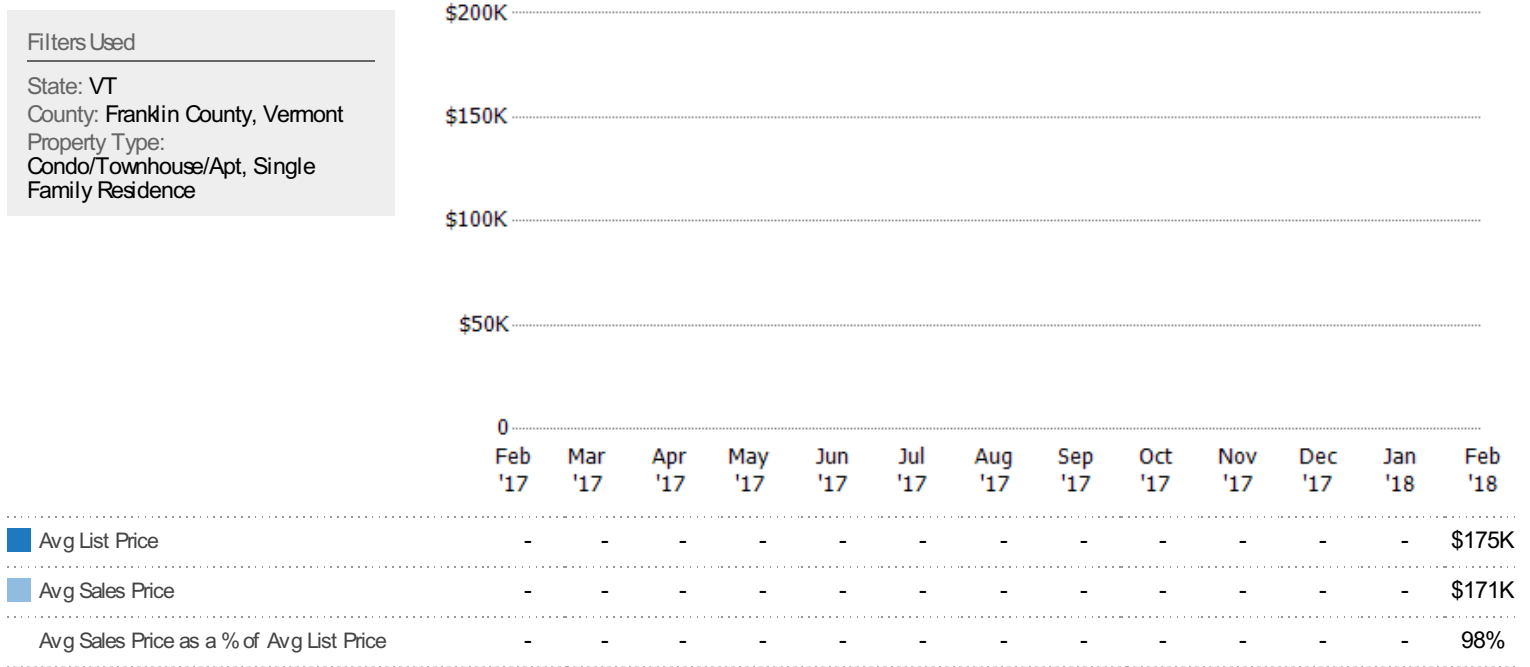 Filters Used
State: VT
County: Franklin County, Vermont
Property Type:
Condo/Townhouse/Apt, Single
Family Residence
$200K
$150K
$100K
$50K
0
Feb Mar Apr May Jun Jul Aug Sep Oct Nov Dec Jan Feb
'17 '17 '17 '17 '17 '17 '17 '17 '17 '17 '17 '18 '18
Avg List Price - - - - - - - - - - - - $175K
Avg Sales Price - - - - - - - - - - - - $171K
Avg Sales Price as a % of Avg List Price - - - - - - - - - - - - 98%